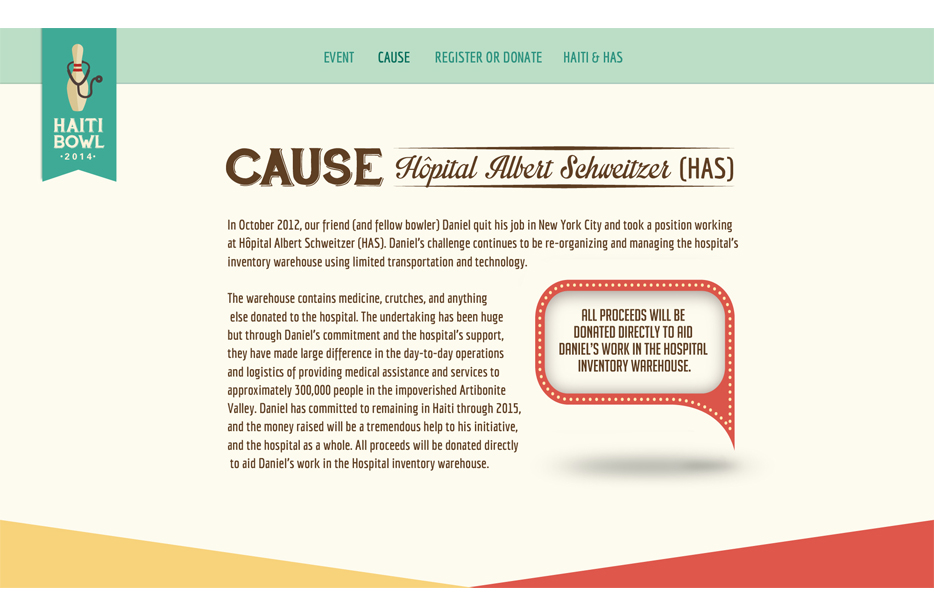 EVENT CAUSE REGISTER OR DONATE HAITI & HAS
HAITI
BOWL
•2014•
CAUSE Hôpital Albert Schweitzer (HAS)
In October 2012, our friend (and fellow bowler) Daniel quit his job in New York City and took a position working
at Hôpital Albert Schweitzer (HAS). Daniel's challenge continues to be re-organizing and managing the hospital's
inventory warehouse using limited transportation and technology.
The warehouse contains medicine, crutches, and anything
else donated to the hospital. The undertaking has been huge
but through Daniel's commitment and the hospital's support,
they have made large difference in the day-to-day operations
and logistics of providing medical assistance and services to
approximately 300,000 people in the impoverished Artibonite
Valley. Daniel has committed to remaining in Haiti through 2015,
and the money raised will be a tremendous help to his initiative,
and the hospital as a whole. All proceeds will be donated directly
to aid Daniel's work in the Hospital inventory warehouse.
ALL PROCEEDS WILL BE
DONATED DIRECTLY TO AID
DANIEL'S WORK IN THE HOSPITAL
INVENTORY WAREHOUSE.